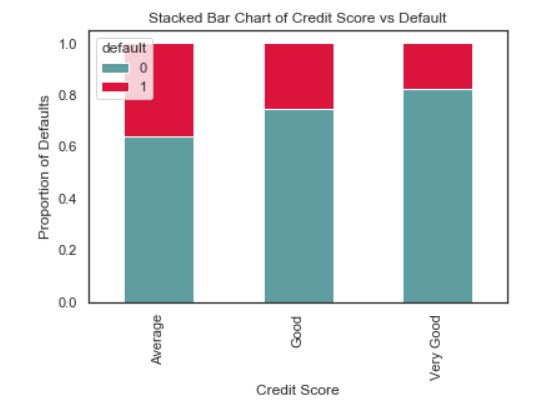 Stacked Bar Chart of Credit Score vs Default
default
0
1
1.0
0.8
0.6
0.4
0.2
0.0
Proportion of Defaults
Average
Good
Very Good
Credit Score